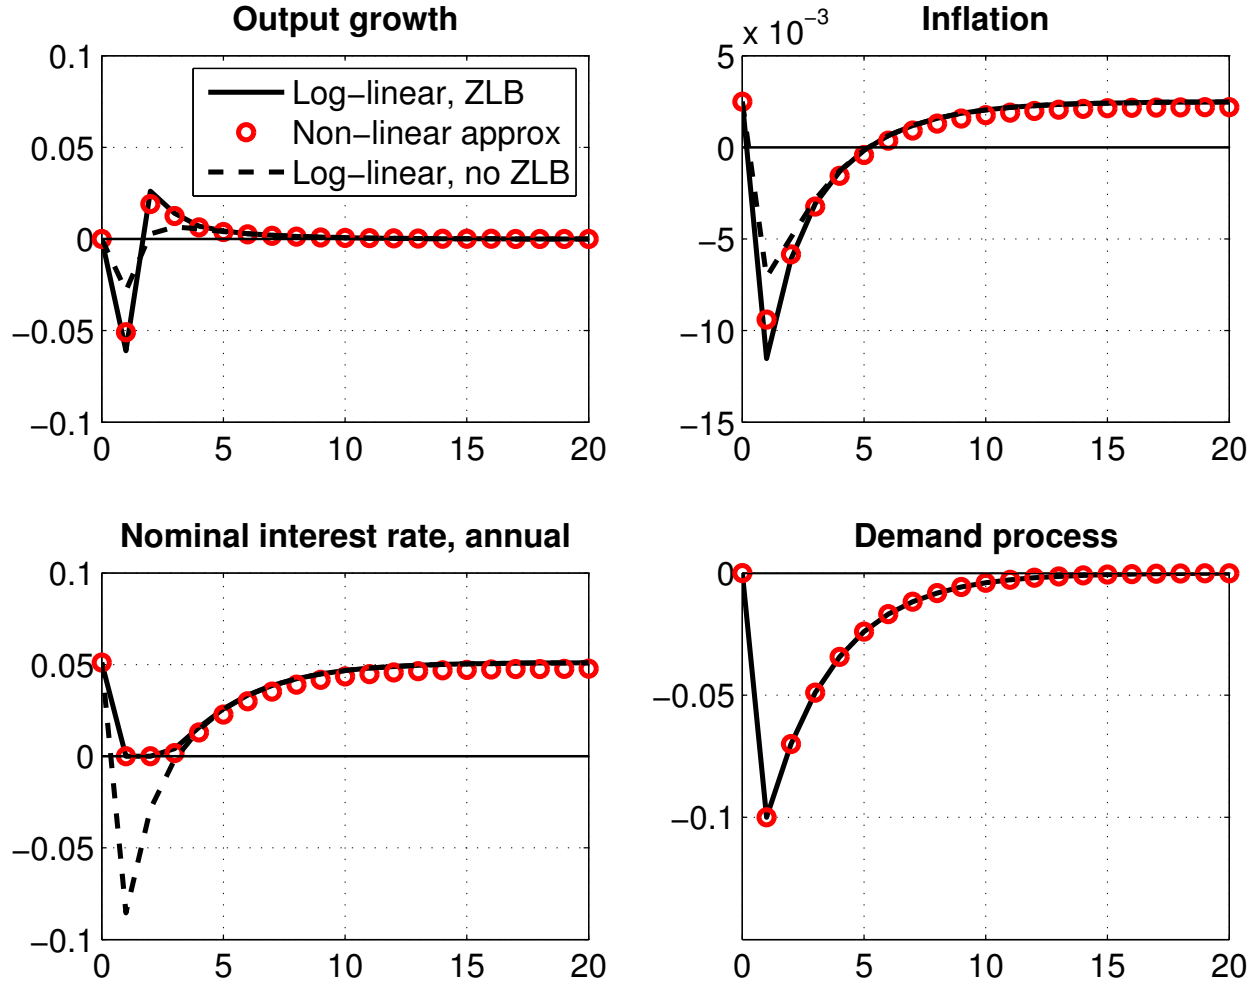 Output growth
0.1
0.05
0
−0.05
−0.1
0 5 10 15 20
Log−linear, ZLB
Non−linear approx
Log−linear, no ZLB
Inflation
x 10−3
5
0
−5
−10
−15
0 5 10 15 20
Nominal interest rate, annual
0.1
0.05
0
−0.05
−0.1
0 5 10 15 20
Demand process
0
−0.05
−0.1
0 5 10 15 20